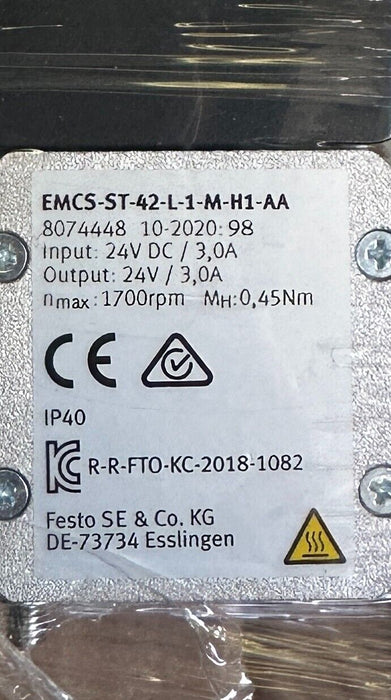 EMCS-ST-42-L-1-M-H1-AA
8074448 10-2020: 98
Input: 24V DC / 3,0A
Output: 24V / 3,0A
nmax: 1700rpm MH: 0,45Nm
CE
IP40
KC R-R-FTO-KC-2018-1082
Festo SE & Co. KG
DE-73734 Esslingen